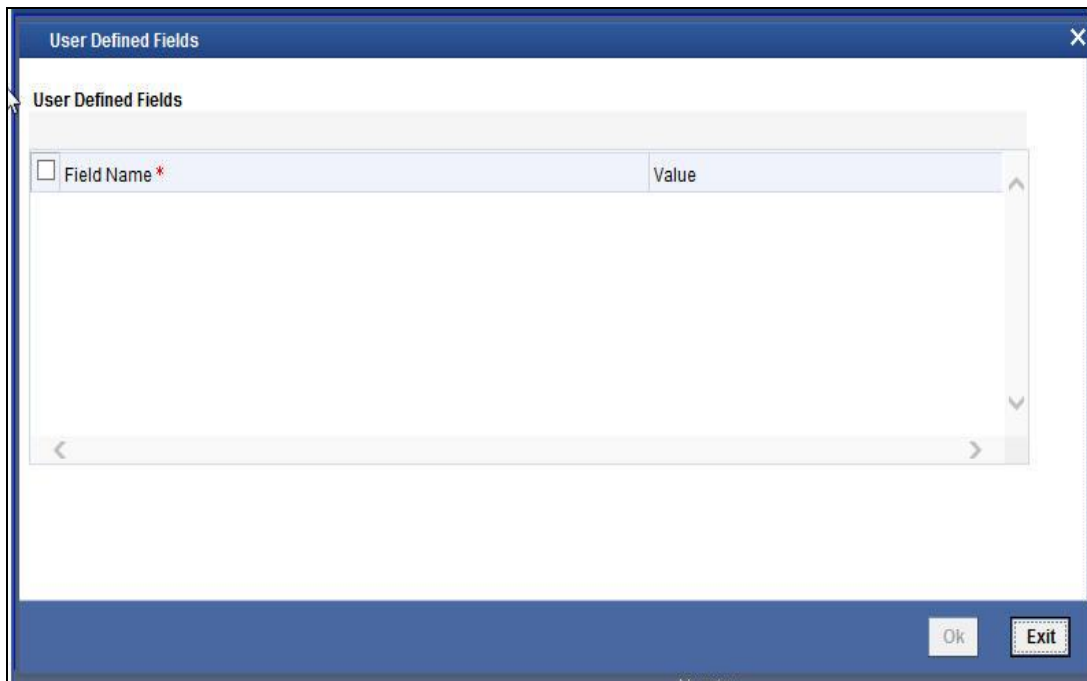 User Defined Fields
User Defined Fields
Field Name * Value
Ok Exit